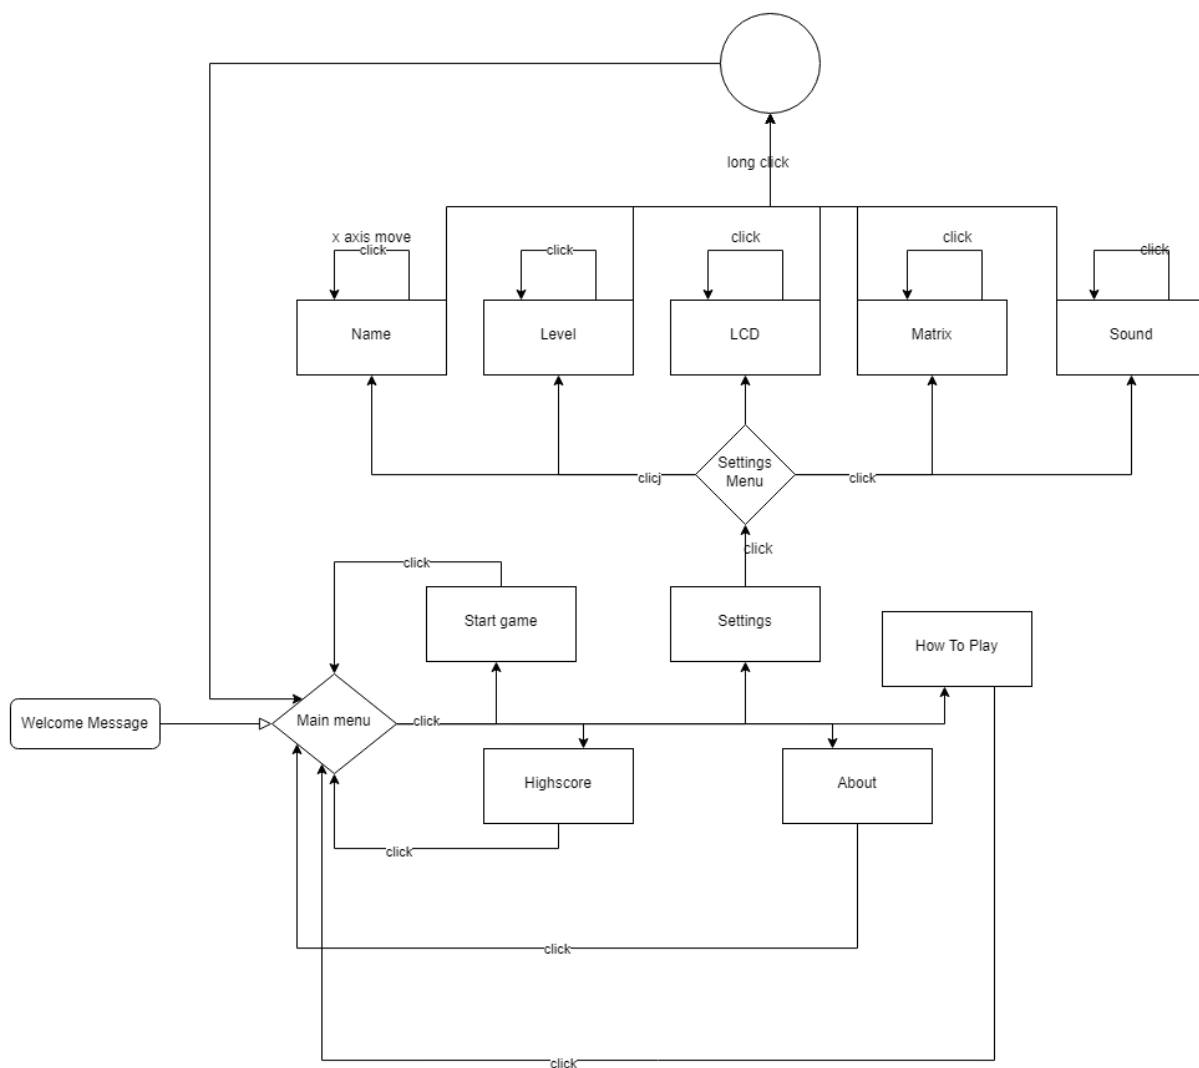 long click
x axis move
click
click
click
click
click
Name
Level
LCD
Matrix
Sound
Settings
Menu
clicj
click
click
click
Start game
Settings
How To Play
Welcome Message
Main menu
click
Highscore
About
click
click
click